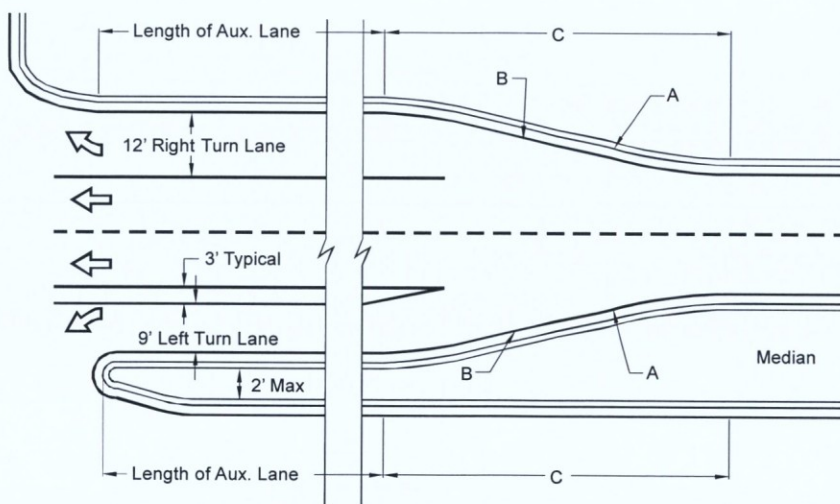 Length of Aux. Lane
C
B
A
12' Right Turn Lane
3' Typical
9' Left Turn Lane
B
A
Median
2' Max
Length of Aux. Lane
C